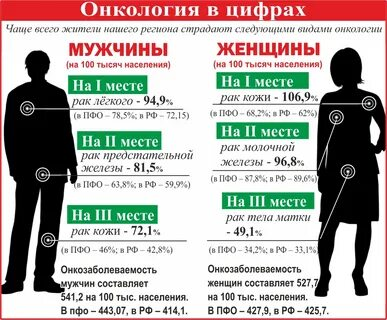 Онкология в цифрах
Чаще всего жители нашего региона страдают следующими видами онкологии
МУЖЧИНЫ
(на 100 тысяч населения)
На I месте
рак лёгкого - 94,9%
(в ПФО – 78,5%; в РФ – 72,15)
На II месте
рак предстательной
железы - 81,5%
(в ПФО – 63,8%; в РФ – 59,9%)
На III месте
рак кожи - 72,1%
(в ПФО – 46%; в РФ – 42,8%)
Онкозаболеваемость
мужчин составляет
541,2 на 100 тыс. населения.
В пфо – 443,07, в РФ – 414,1.
ЖЕНЩИНЫ
(на 100 тысяч населения)
На I месте
рак кожи - 106,9%
(в ПФО – 68,2%; в РФ – 62%)
На II месте
рак молочной
железы - 96,8%
(в ПФО – 87,8%; в РФ – 89,6%)
На III месте
рак тела матки
- 49,1%
(в ПФО – 34,2%; в РФ – 33,1%)
Онкозаболеваемость
женщин составляет 527,7
на 100 тыс. населения.
В ПФО – 427,9, в РФ – 425,7.